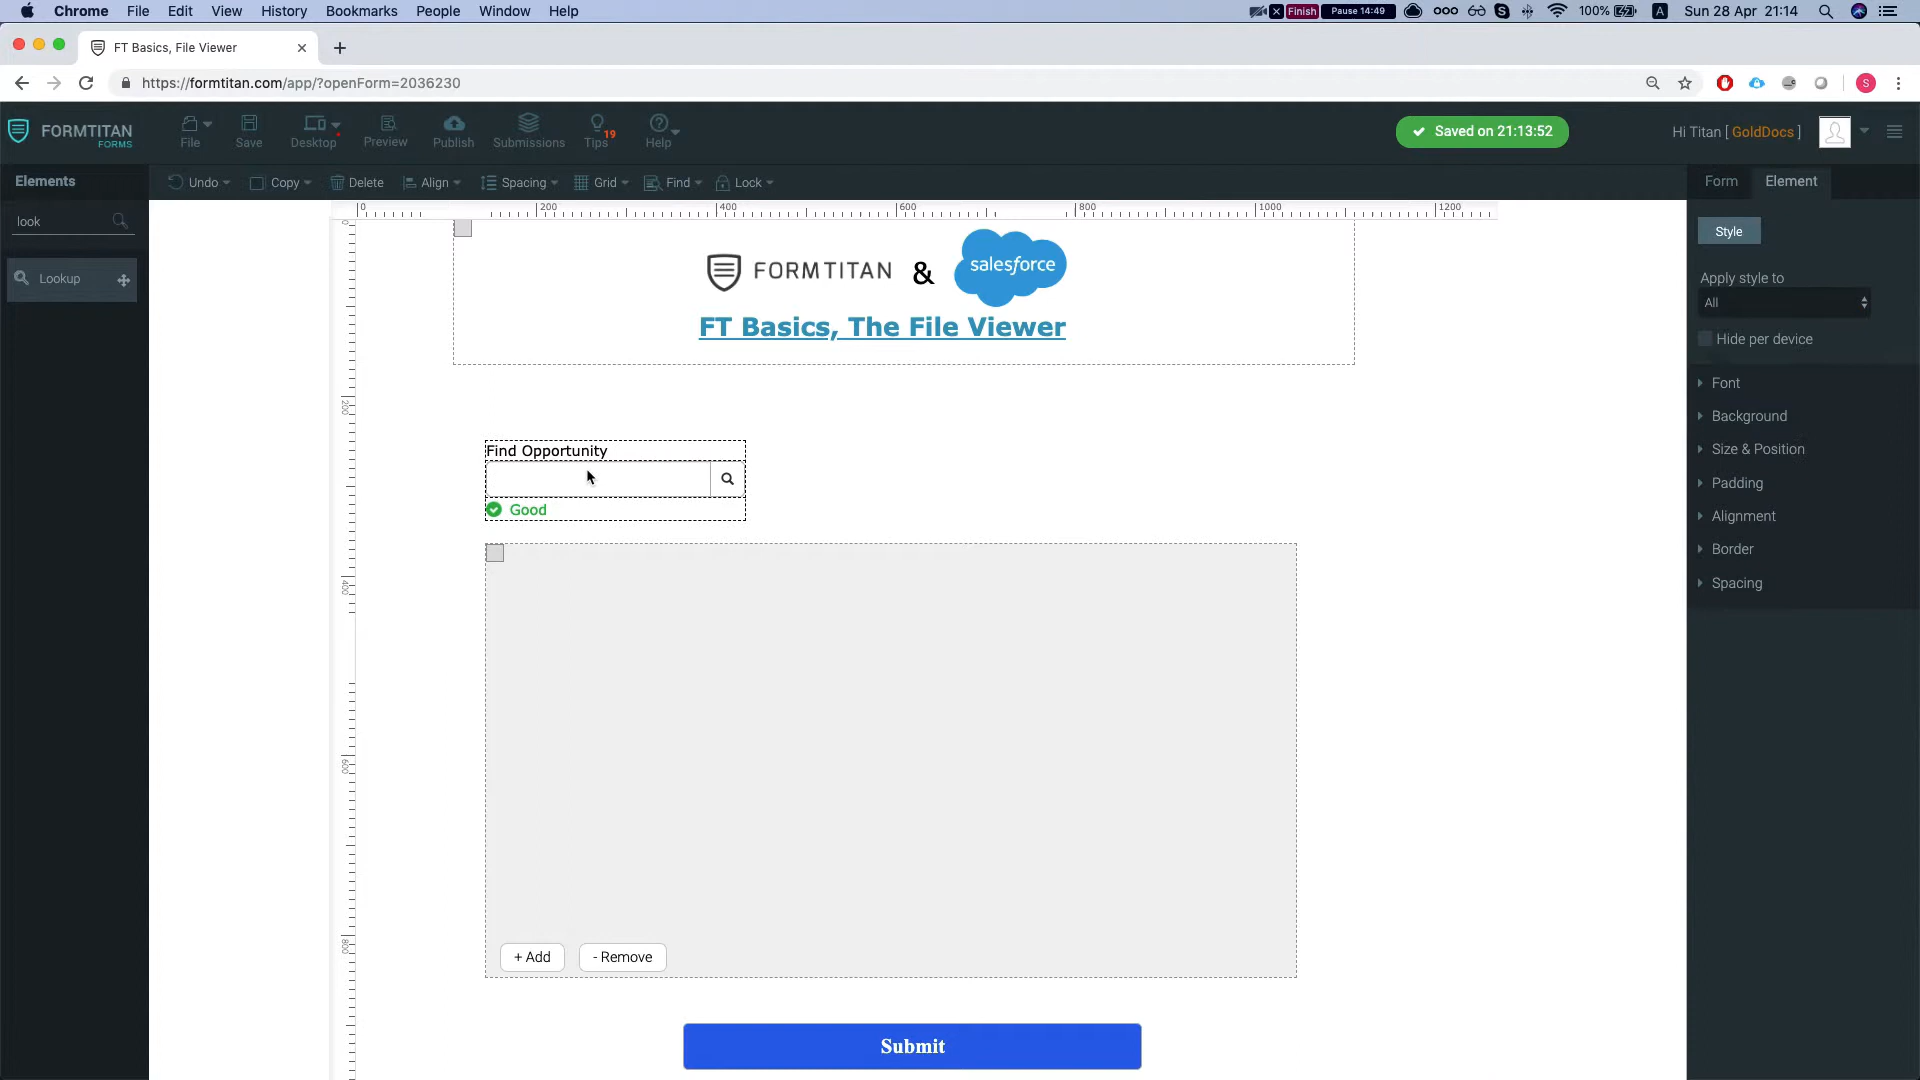 Chrome File Edit View History Bookmarks People Window Help
Finish Pause 14:49 100% A Sun 28 Apr 21:14
FT Basics, File Viewer
https://formtitan.com/app/?openForm=2036230
S
FORMTITAN
FORMS
File Save Desktop Preview Publish Submissions Tips 19 Help
Saved on 21:13:52
Hi Titan [ GoldDocs ]
Elements
Undo Copy Delete Align Spacing Grid Find Lock
Form Element
look
Lookup
0 200 400 600 800 1000 1200
0
200
400
600
800
FORMTITAN & salesforce
FT Basics, The File Viewer
Find Opportunity
Good
+ Add - Remove
Submit
Style
Apply style to
All
Hide per device
Font
Background
Size & Position
Padding
Alignment
Border
Spacing